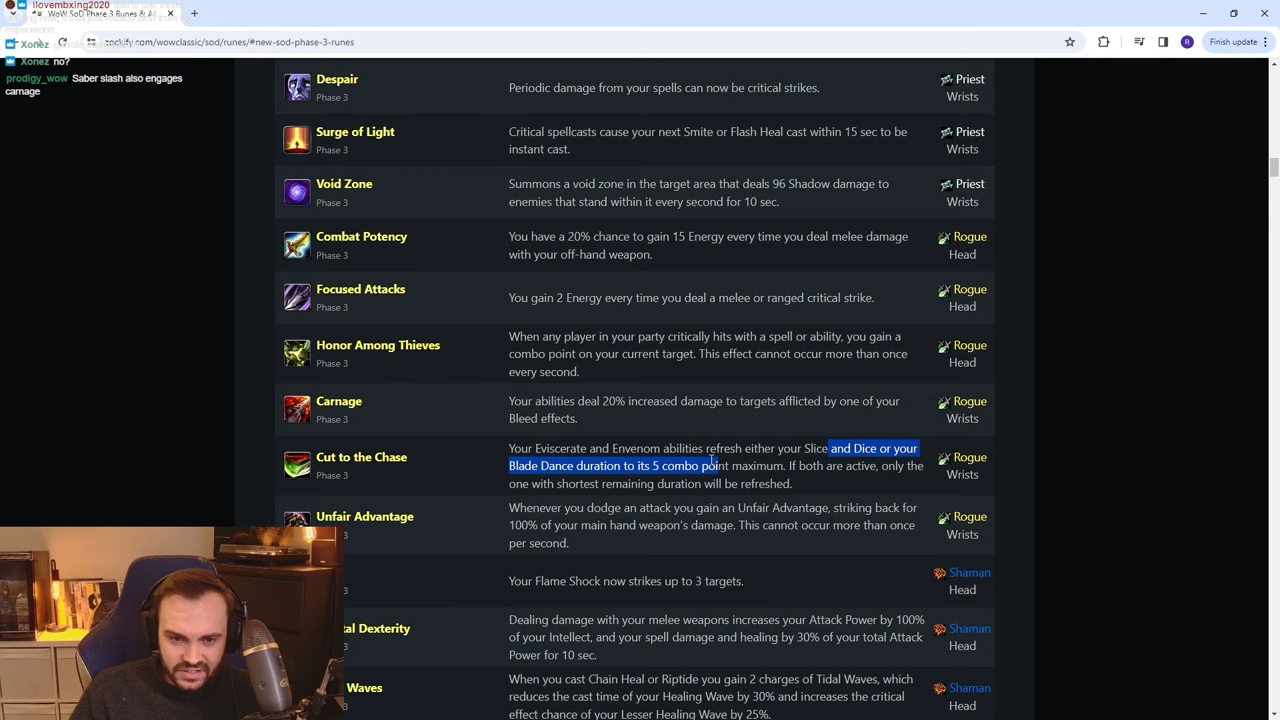 Ilovembxing2020
WoW SoD Phase 3 Runes & Al
Xonez
zockify.com/wowclassic/sod/runes/#new-sod-phase-3-runes
Finish update
Xonez no?
prodigy_wow Saber slash also engages
carnage
Despair
Phase 3
Periodic damage from your spells can now be critical strikes.
Priest
Wrists
Surge of Light
Phase 3
Critical spellcasts cause your next Smite or Flash Heal cast within 15 sec to be
instant cast.
Priest
Wrists
Void Zone
Phase 3
Summons a void zone in the target area that deals 96 Shadow damage to
enemies that stand within it every second for 10 sec.
Priest
Wrists
Combat Potency
Phase 3
You have a 20% chance to gain 15 Energy every time you deal melee damage
with your off-hand weapon.
Rogue
Head
Focused Attacks
Phase 3
You gain 2 Energy every time you deal a melee or ranged critical strike.
Rogue
Head
Honor Among Thieves
Phase 3
When any player in your party critically hits with a spell or ability, you gain a
combo point on your current target. This effect cannot occur more than once
every second.
Rogue
Head
Carnage
Phase 3
Your abilities deal 20% increased damage to targets afflicted by one of your
Bleed effects.
Rogue
Wrists
Cut to the Chase
Phase 3
Your Eviscerate and Envenom abilities refresh either your Slice and Dice or your
Blade Dance duration to its 5 combo point maximum. If both are active, only the
one with shortest remaining duration will be refreshed.
Rogue
Wrists
Unfair Advantage
3
Whenever you dodge an attack you gain an Unfair Advantage, striking back for
100% of your main hand weapon's damage. This cannot occur more than once
per second.
Rogue
Wrists
3
Your Flame Shock now strikes up to 3 targets.
Shaman
Head
tal Dexterity
3
Dealing damage with your melee weapons increases your Attack Power by 100%
of your Intellect, and your spell damage and healing by 30% of your total Attack
Power for 10 sec.
Shaman
Head
Waves
3
When you cast Chain Heal or Riptide you gain 2 charges of Tidal Waves, which
reduces the cast time of your Healing Wave by 30% and increases the critical
effect chance of your Lesser Healing Wave by 25%.
Shaman
Head